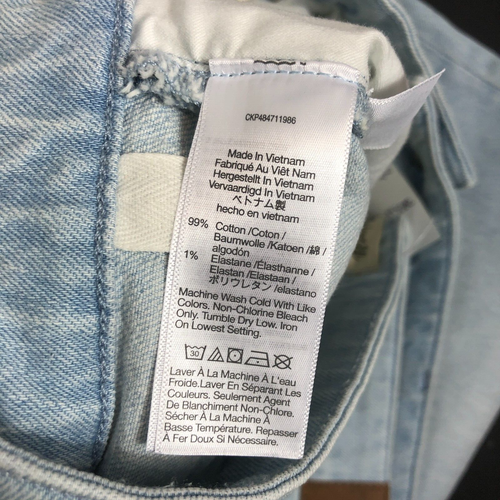 CKP484711986
Made In Vietnam
Fabriqué Au Viêt Nam
Hergestellt In Vietnam
Vervaardigd In Vietnam
ベトナム製
hecho en vietnam
99% Cotton /Coton /
Baumwolle /Katoen /綿 /
algodón
1% Elastane /Élasthanne /
Elastan /Elastaan /
ポリウレタン /elastano
Machine Wash Cold With Like
Colors. Non-Chlorine Bleach
Only. Tumble Dry Low. Iron
On Lowest Setting.
30
Laver À La Machine À L'eau
Froide.Laver En Séparant Les
Couleurs. Seulement Agent
De Blanchiment Non-Chlore.
Sécher À La Machine À
Basse Température. Repasser
À Fer Doux Si Nécessaire.